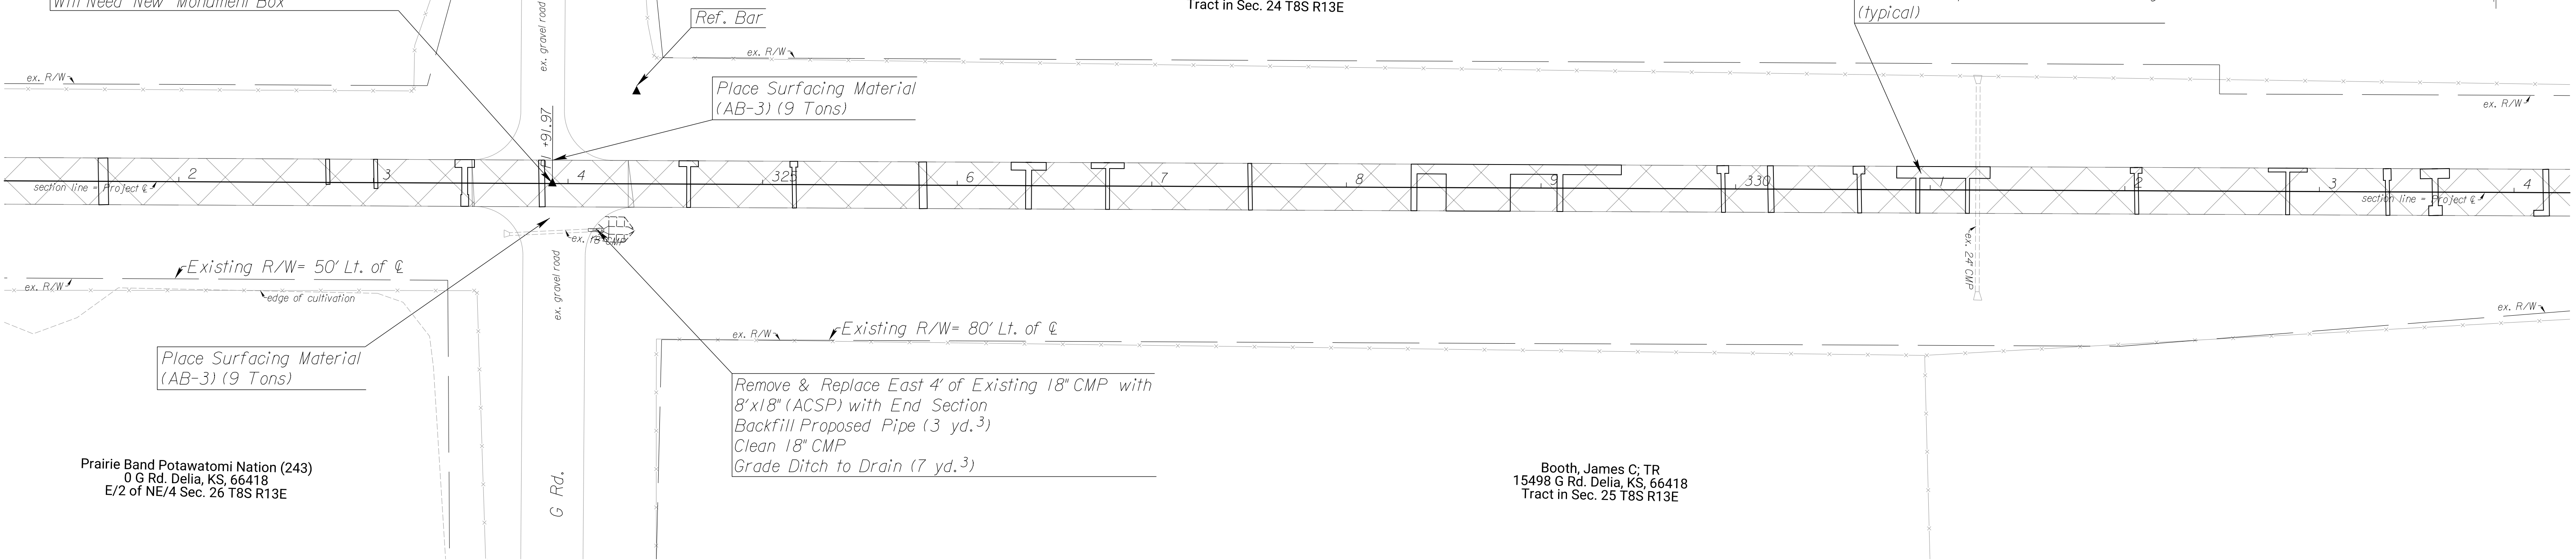 Will Need New Monument Box
ex. gravel road
Ref. Bar
Tract in Sec. 24 T8S R13E
(typical)
ex. R/W
ex. R/W
ex. R/W
Place Surfacing Material
(AB-3) (9 Tons)
+91.97
2
3
4
325
6
7
8
9
330
1
2
3
4
section line = Project ℄
section line = Project ℄
ex. 18" CMP
ex. 24" CMP
Existing R/W= 50' Lt. of ℄
ex. R/W
edge of cultivation
ex. gravel road
ex. R/W
Existing R/W= 80' Lt. of ℄
ex. R/W
Place Surfacing Material
(AB-3) (9 Tons)
Remove & Replace East 4' of Existing 18" CMP with
8'x18" (ACSP) with End Section
Backfill Proposed Pipe (3 yd.³)
Clean 18" CMP
Grade Ditch to Drain (7 yd.³)
G Rd.
Prairie Band Potawatomi Nation (243)
0 G Rd. Delia, KS, 66418
E/2 of NE/4 Sec. 26 T8S R13E
Booth, James C; TR
15498 G Rd. Delia, KS, 66418
Tract in Sec. 25 T8S R13E